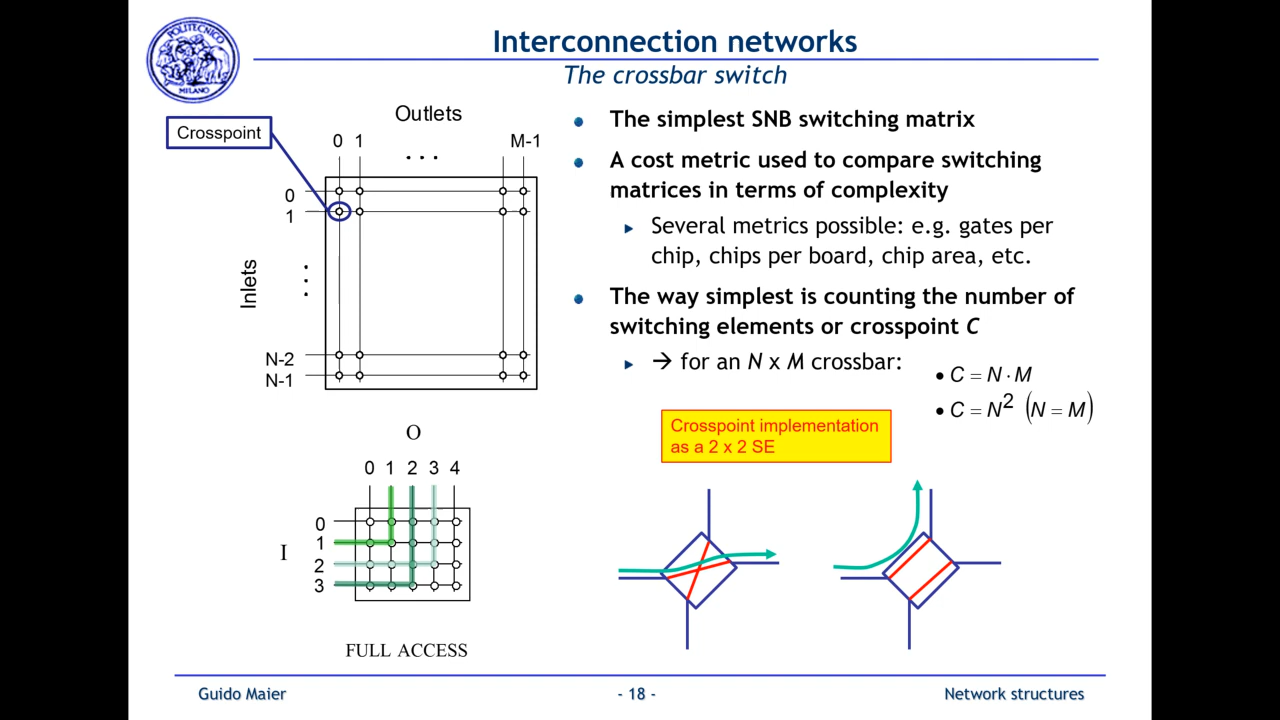 POLITECNICO
MILANO
Interconnection networks
The crossbar switch
Crosspoint
Outlets
0 1 M-1
. . .
0
1
Inlets
N-2
N-1
O
0 1 2 3 4
0
1
I
2
3
FULL ACCESS
The simplest SNB switching matrix
A cost metric used to compare switching
matrices in terms of complexity
Several metrics possible: e.g. gates per
chip, chips per board, chip area, etc.
The way simplest is counting the number of
switching elements or crosspoint C
→ for an N x M crossbar:
• C = N · M
• C = N² (N = M)
Crosspoint implementation
as a 2 x 2 SE
Guido Maier
- 18 -
Network structures